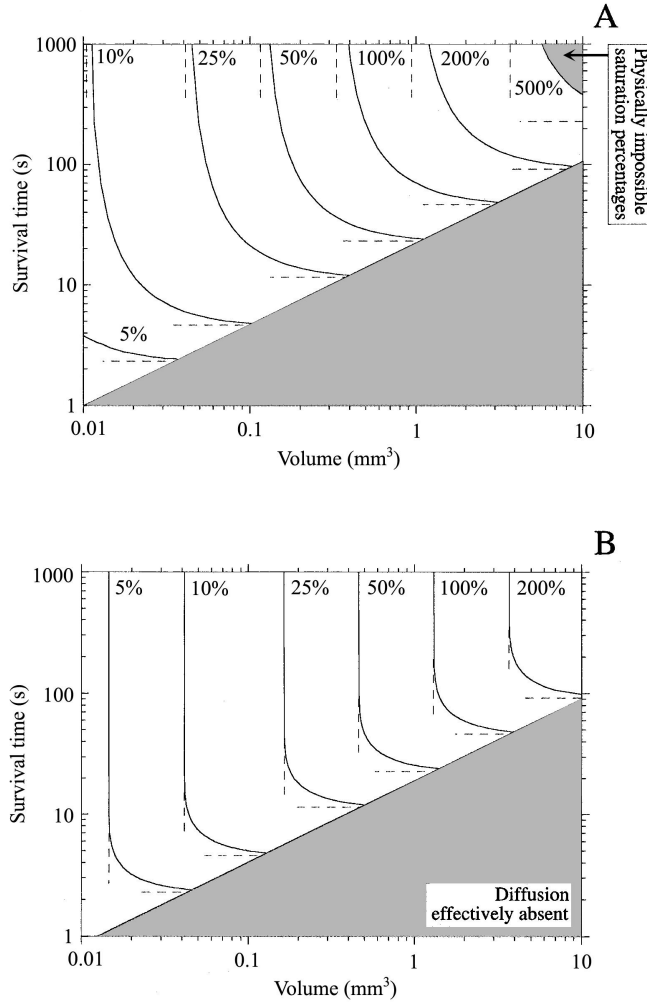 A
1000
10%
25%
50%
100%
200%
500%
Physically impossible
saturation percentages
100
Survival time (s)
10
5%
1
0.01
0.1
1
10
Volume (mm³)
B
1000
5%
10%
25%
50%
100%
200%
100
Survival time (s)
10
Diffusion
effectively absent
1
0.01
0.1
1
10
Volume (mm³)